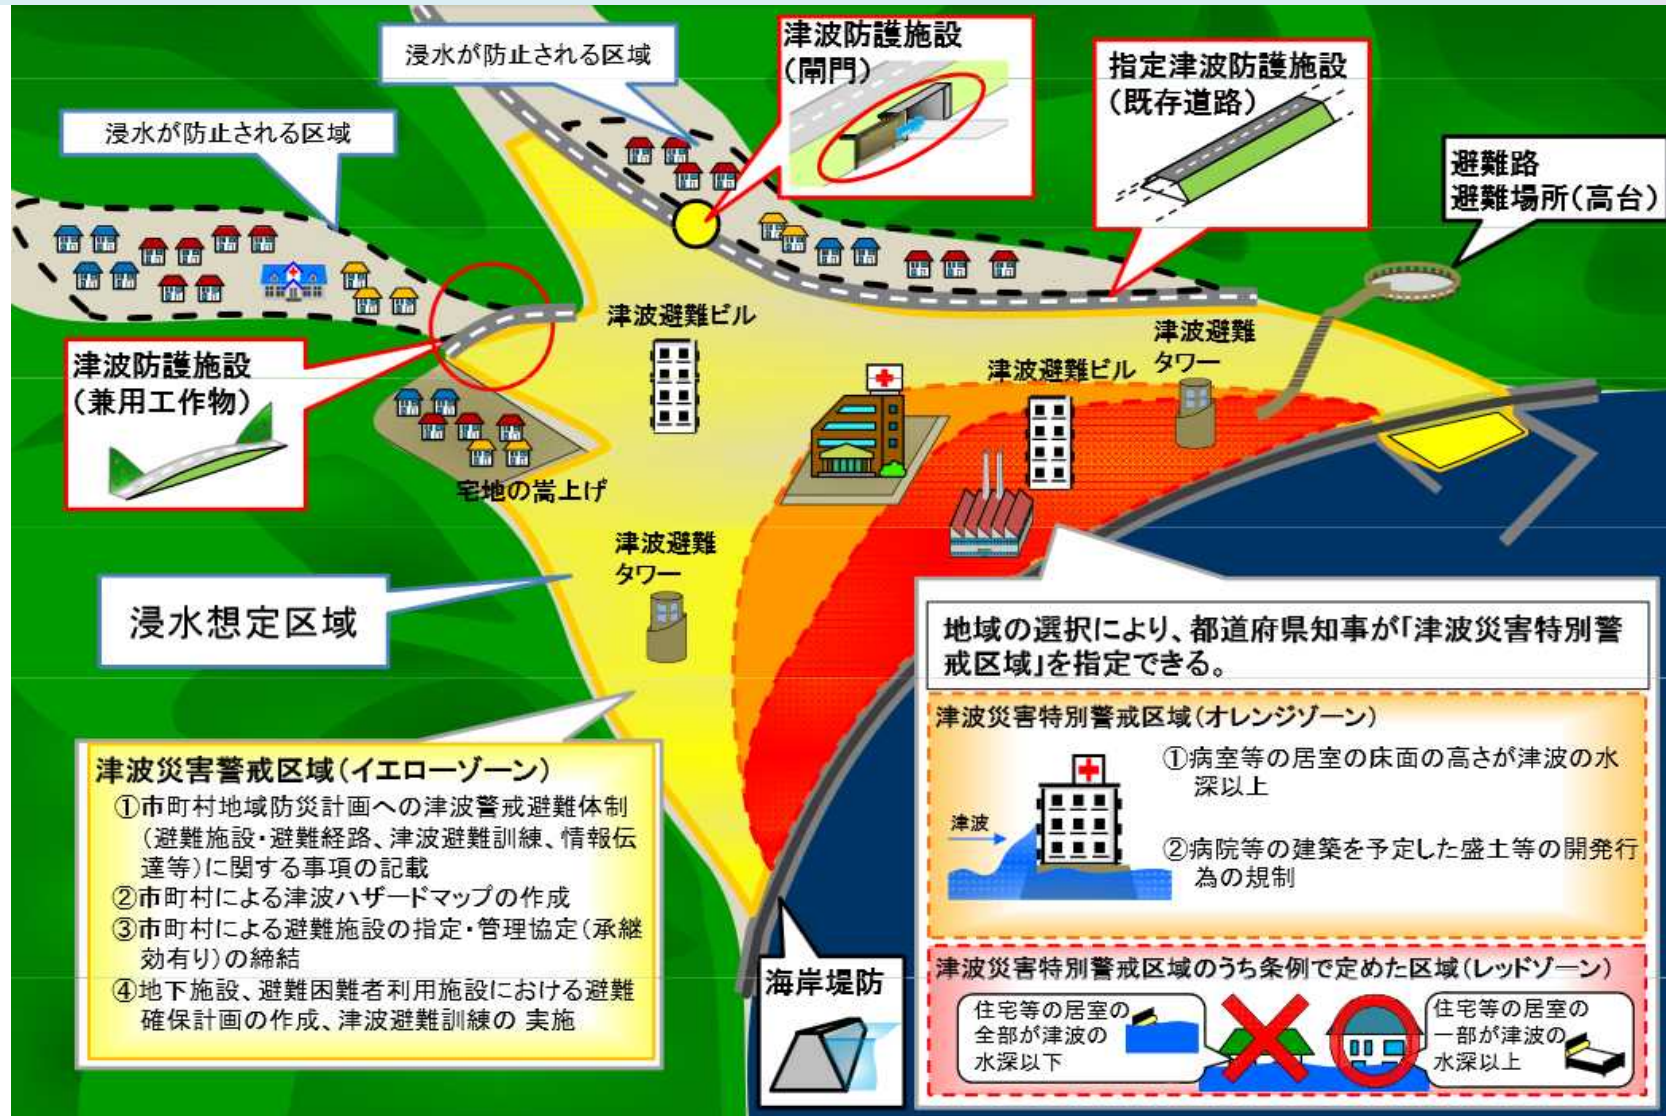 浸水が防止される区域
津波防護施設
(閘門)
指定津波防護施設
(既存道路)
浸水が防止される区域
避難路
避難場所(高台)
津波避難ビル
津波避難
タワー
津波避難ビル
津波防護施設
(兼用工作物)
宅地の嵩上げ
津波避難
タワー
浸水想定区域
地域の選択により、都道府県知事が「津波災害特別警
戒区域」を指定できる。
津波災害特別警戒区域(オレンジゾーン)
①病室等の居室の床面の高さが津波の水
深以上
津波
②病院等の建築を予定した盛土等の開発行
為の規制
津波災害警戒区域(イエローゾーン)
①市町村地域防災計画への津波警戒避難体制
(避難施設・避難経路、津波避難訓練、情報伝
達等)に関する事項の記載
②市町村による津波ハザードマップの作成
③市町村による避難施設の指定・管理協定(承継
効有り)の締結
④地下施設、避難困難者利用施設における避難
確保計画の作成、津波避難訓練の 実施
海岸堤防
津波災害特別警戒区域のうち条例で定めた区域(レッドゾーン)
住宅等の居室の
全部が津波の
水深以下
住宅等の居室の
一部が津波の
水深以上